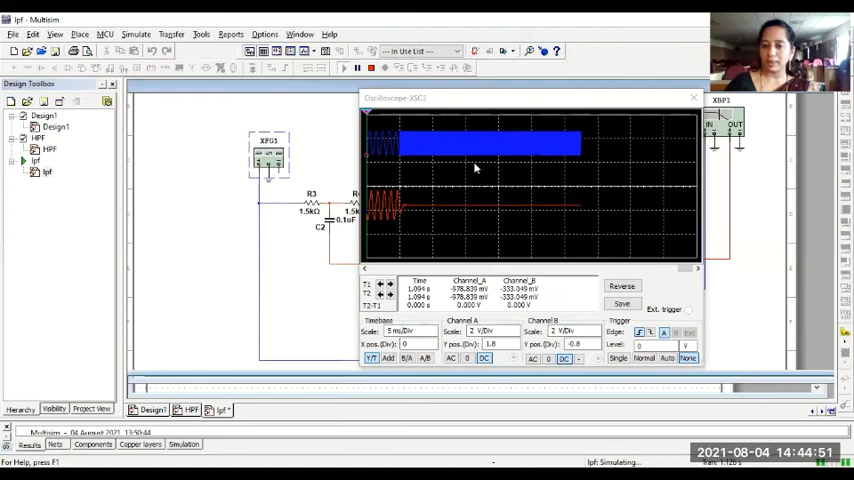 lpf - Multisim
File Edit View Place MCU Simulate Transfer Tools Reports Options Window Help
--- In Use List ---
Design Toolbox
Design1
Design1
HPF
HPF
lpf
lpf
Hierarchy Visibility Project View
XFG1
R3
1.5kΩ
C2
0.1uF
1.5k
XBP1
IN OUT
Oscilloscope-XSC2
T1
T2
T2-T1
Time Channel_A Channel_B
1.094 s -978.839 mV -333.049 mV
1.094 s -978.839 mV -333.049 mV
0.000 s 0.000 V 0.000 V
Reverse
Save
Ext. trigger
Timebase
Scale: 5 ms/Div
X pos.(Div): 0
Y/T Add B/A A/B
Channel A
Scale: 2 V/Div
Y pos.(Div): 1.8
AC 0 DC
Channel B
Scale: 2 V/Div
Y pos.(Div): -0.8
AC 0 DC -
Trigger
Edge: A B Ext
Level: 0 V
Single Normal Auto None
Design1 HPF lpf *
Multisim - 04 August 2021, 13:50:44
Results Nets Components Copper layers Simulation
For Help, press F1
-
lpf: Simulating...
2021-08-04 14:44:51